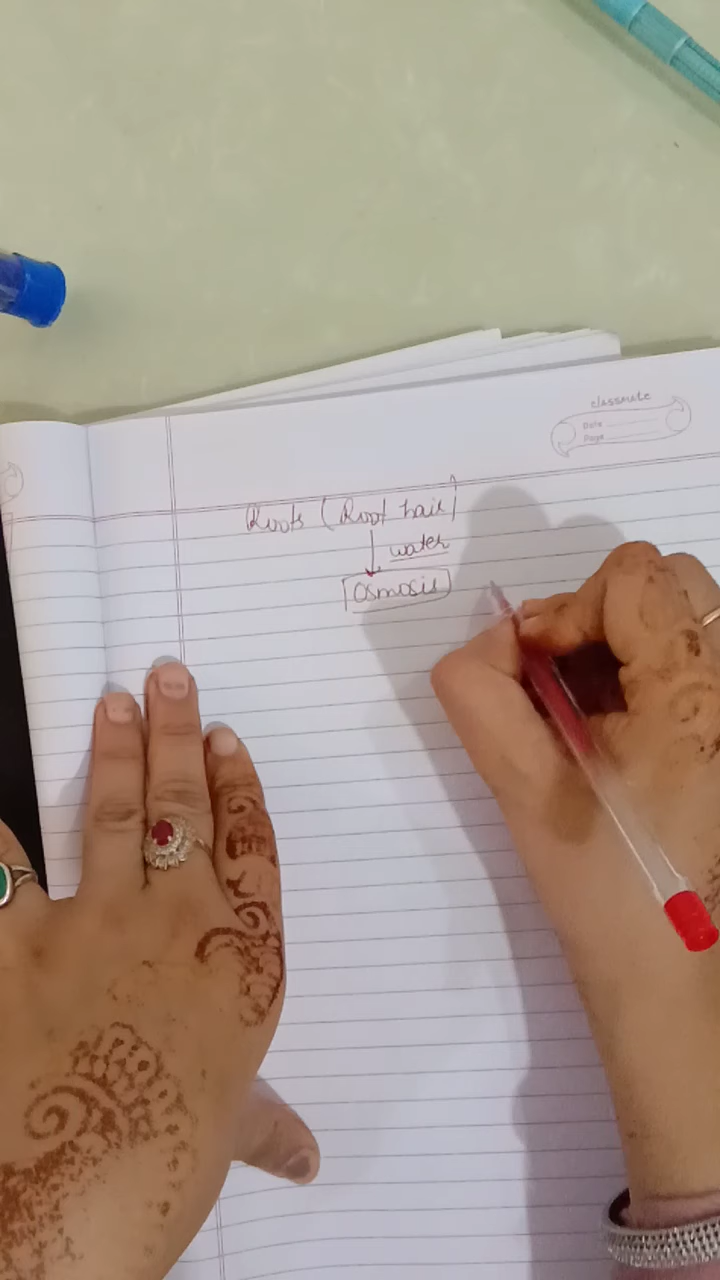 classmate
Date
Page
Roots (Root hair)
water
Osmosis